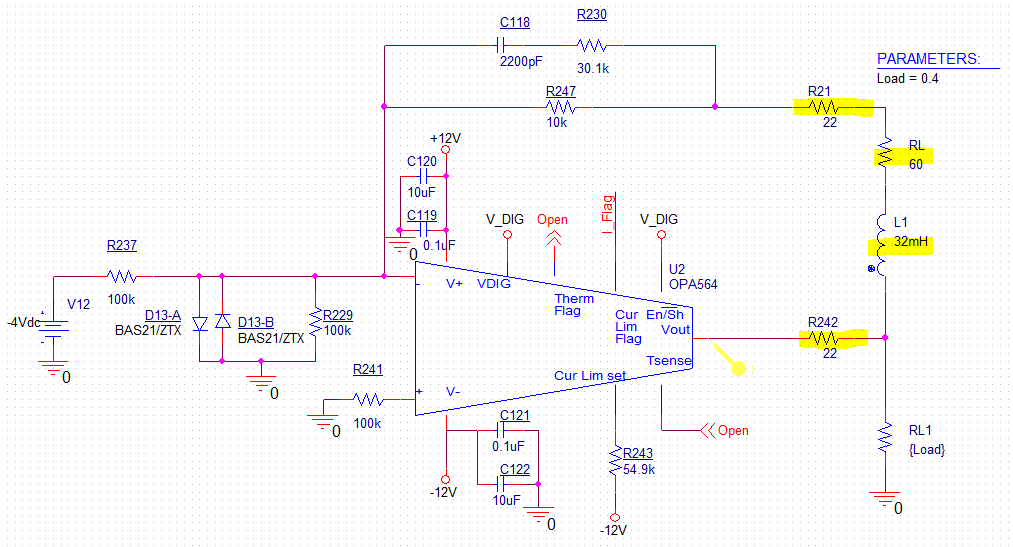 R230
C118
2200pF
30.1k
PARAMETERS:
Load = 0.4
R247
10k
R21
22
+12V
RL
60
C120
10uF
C119
0.1uF
0
V_DIG
Open
I_Flag
V_DIG
L1
32mH
R237
100k
V12
-4Vdc
0
D13-A
BAS21/ZTX
D13-B
BAS21/ZTX
R229
100k
0
-
V+
VDIG
Therm
Flag
Cur
Lim
Flag
En/Sh
Vout
Tsense
U2
OPA564
R242
22
R241
100k
0
+
V-
Cur Lim set
C121
0.1uF
C122
10uF
0
-12V
R243
54.9k
-12V
Open
RL1
{Load}
0